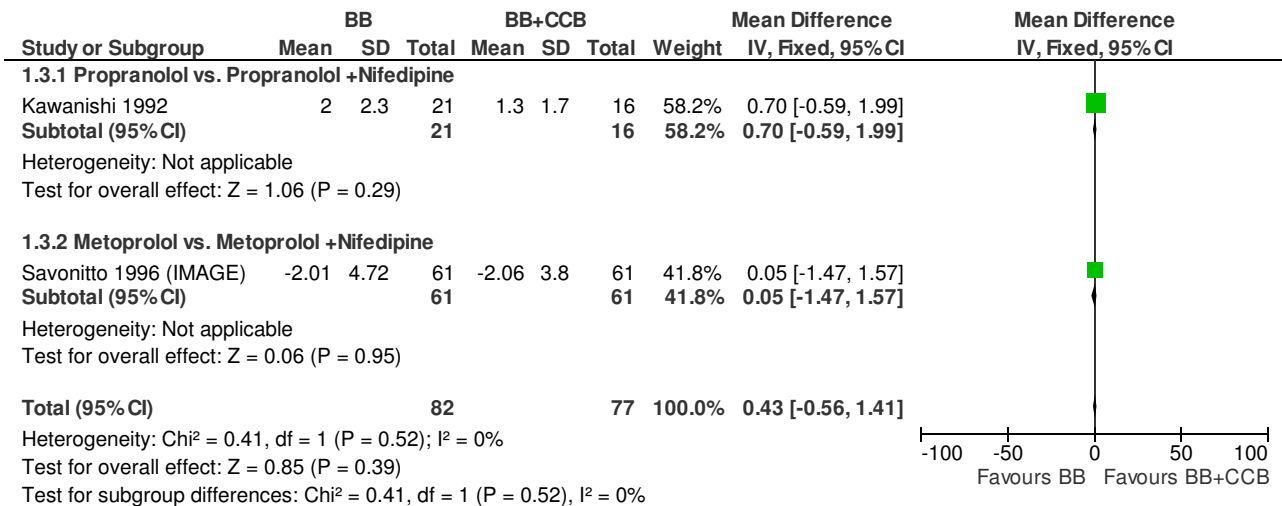 BB BB+CCB Mean Difference Mean Difference
Study or Subgroup Mean SD Total Mean SD Total Weight IV, Fixed, 95% CI IV, Fixed, 95% CI
1.3.1 Propranolol vs. Propranolol +Nifedipine
Kawanishi 1992 2 2.3 21 1.3 1.7 16 58.2% 0.70 [-0.59, 1.99]
Subtotal (95% CI) 21 16 58.2% 0.70 [-0.59, 1.99]
Heterogeneity: Not applicable
Test for overall effect: Z = 1.06 (P = 0.29)
1.3.2 Metoprolol vs. Metoprolol +Nifedipine
Savonitto 1996 (IMAGE) -2.01 4.72 61 -2.06 3.8 61 41.8% 0.05 [-1.47, 1.57]
Subtotal (95% CI) 61 61 41.8% 0.05 [-1.47, 1.57]
Heterogeneity: Not applicable
Test for overall effect: Z = 0.06 (P = 0.95)
Total (95% CI) 82 77 100.0% 0.43 [-0.56, 1.41]
Heterogeneity: Chi² = 0.41, df = 1 (P = 0.52); I² = 0%
Test for overall effect: Z = 0.85 (P = 0.39)
Test for subgroup differences: Chi² = 0.41, df = 1 (P = 0.52), I² = 0%
-100 -50 0 50 100
Favours BB Favours BB+CCB